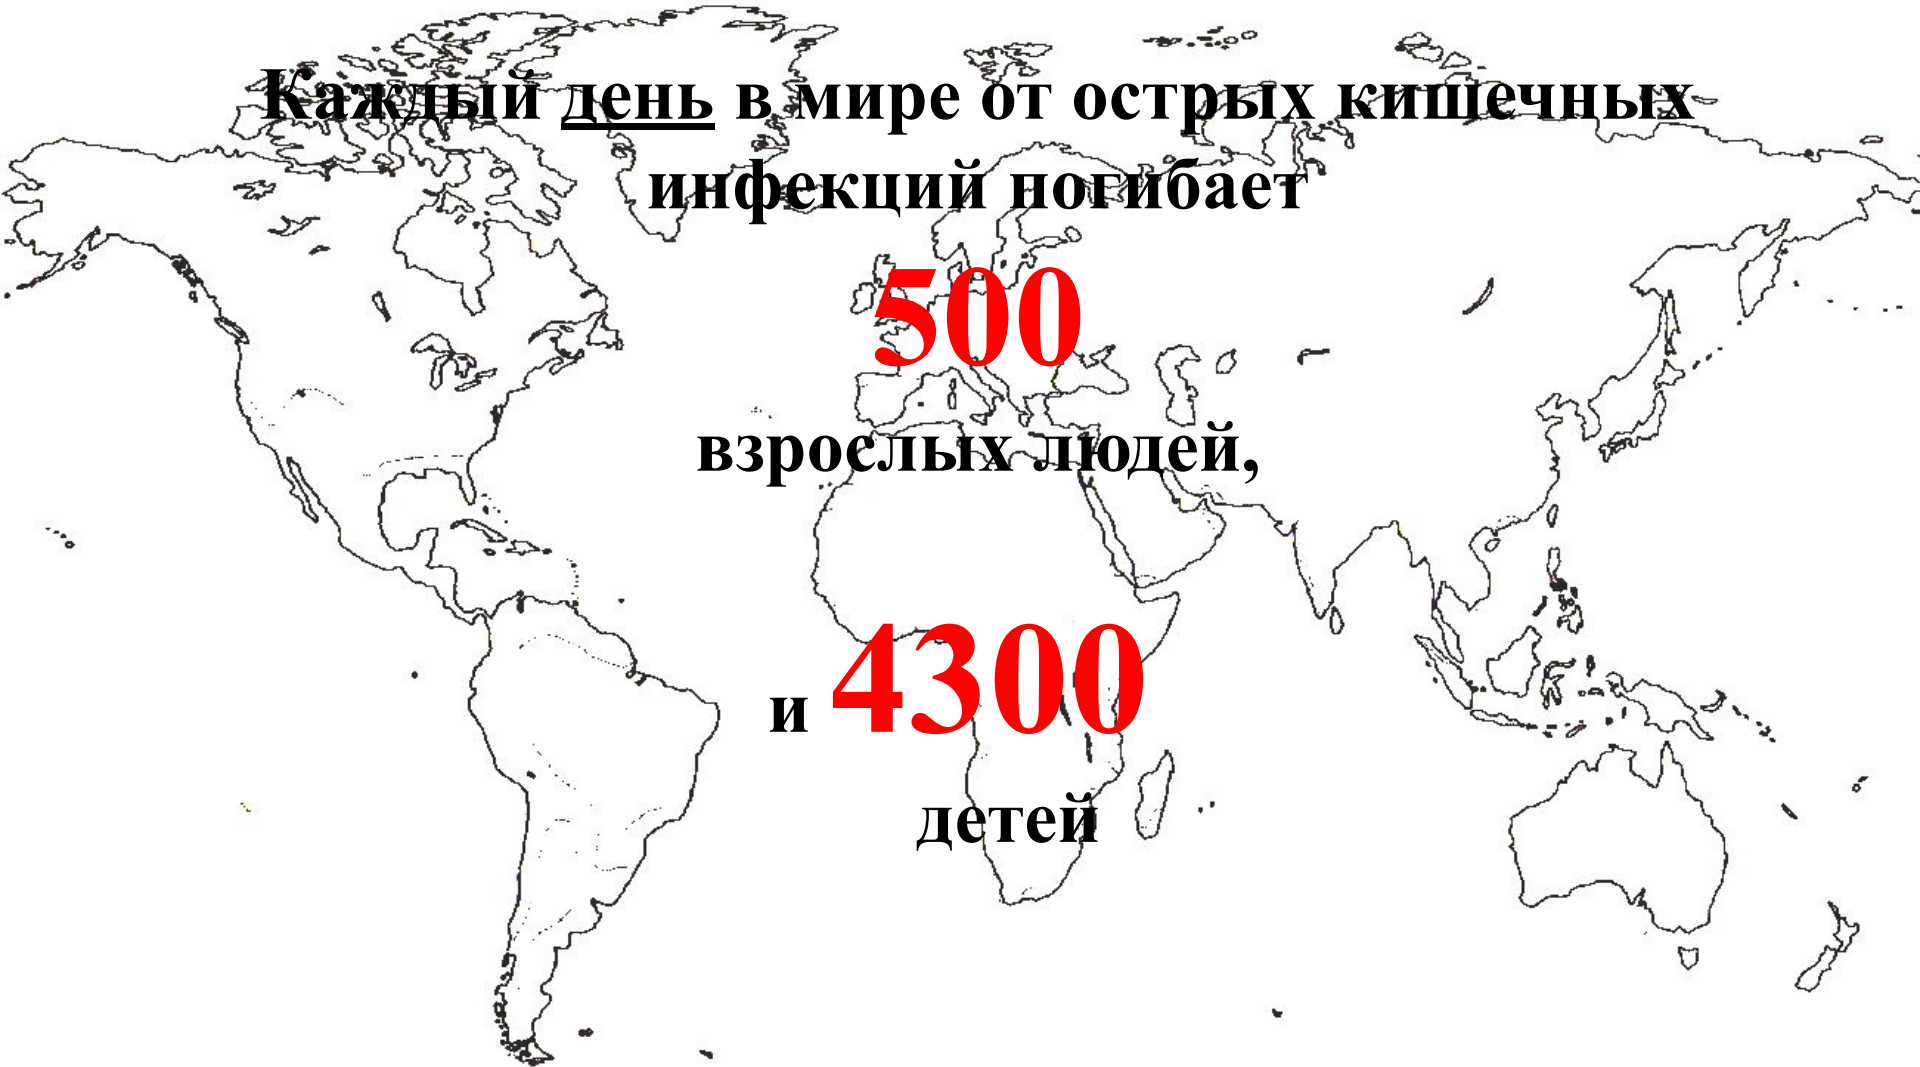 Каждый день в мире от острых кишечных
инфекций погибает
500
взрослых людей,
и 4300
детей